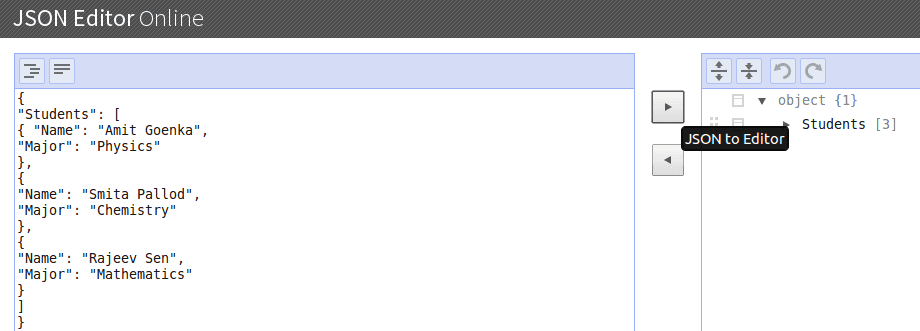 JSON Editor Online
{
"Students": [
{ "Name": "Amit Goenka",
"Major": "Physics"
},
{
"Name": "Smita Pallod",
"Major": "Chemistry"
},
{
"Name": "Rajeev Sen",
"Major": "Mathematics"
}
]
}
JSON to Editor
object {1}
Students [3]